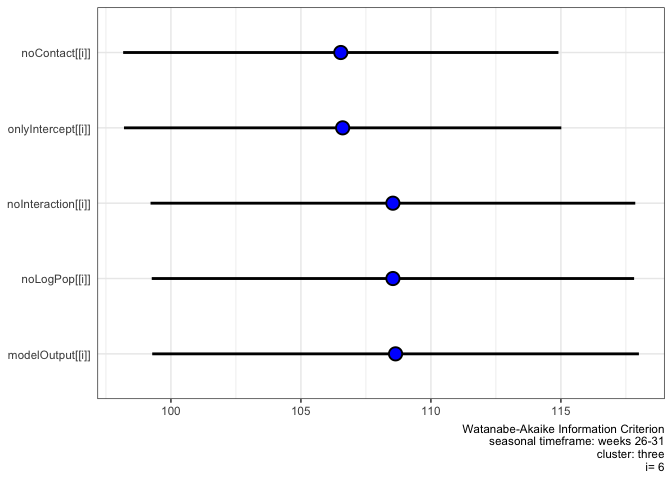 noContact[[i]]
onlyIntercept[[i]]
noInteraction[[i]]
noLogPop[[i]]
modelOutput[[i]]
100 105 110 115
Watanabe-Akaike Information Criterion
seasonal timeframe: weeks 26-31
cluster: three
i= 6